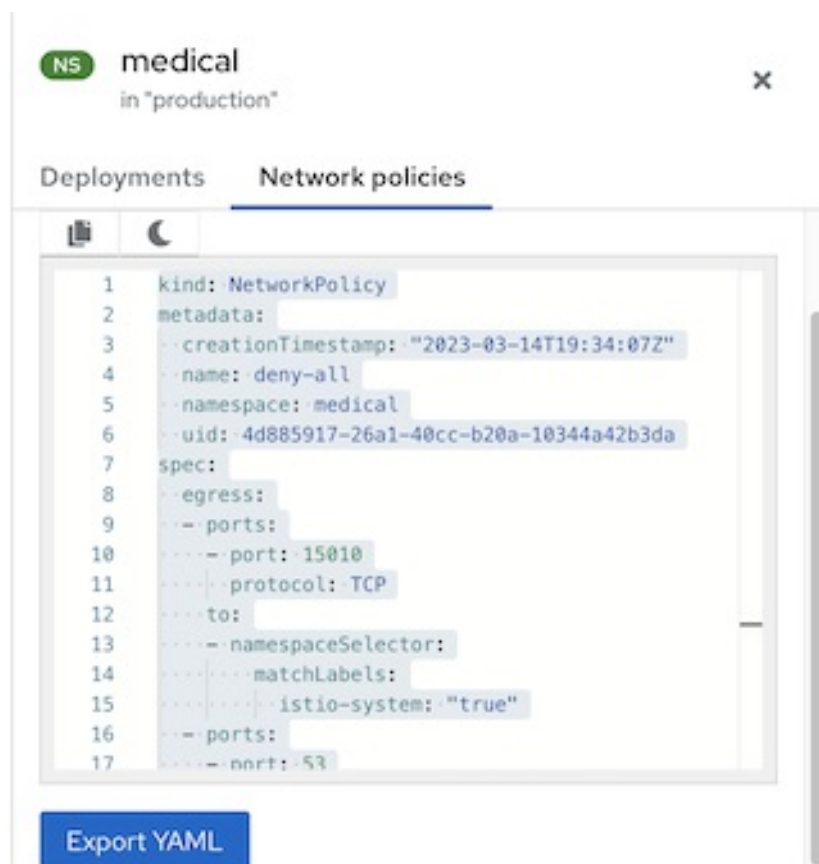 NS medical
in "production"
Deployments Network policies
1 kind: NetworkPolicy
2 metadata:
3 creationTimestamp: "2023-03-14T19:34:07Z"
4 name: deny-all
5 namespace: medical
6 uid: 4d885917-26a1-40cc-b20a-10344a42b3da
7 spec:
8 egress:
9 - ports:
10 - port: 15010
11 protocol: TCP
12 to:
13 - namespaceSelector:
14 matchLabels:
15 istio-system: "true"
16 - ports:
17 - port: 53
Export YAML